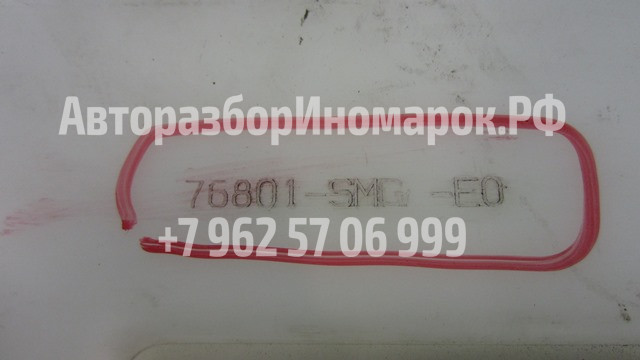 АвторазборИномарок.РФ
76801-SMG -E0
+7 962 57 06 999